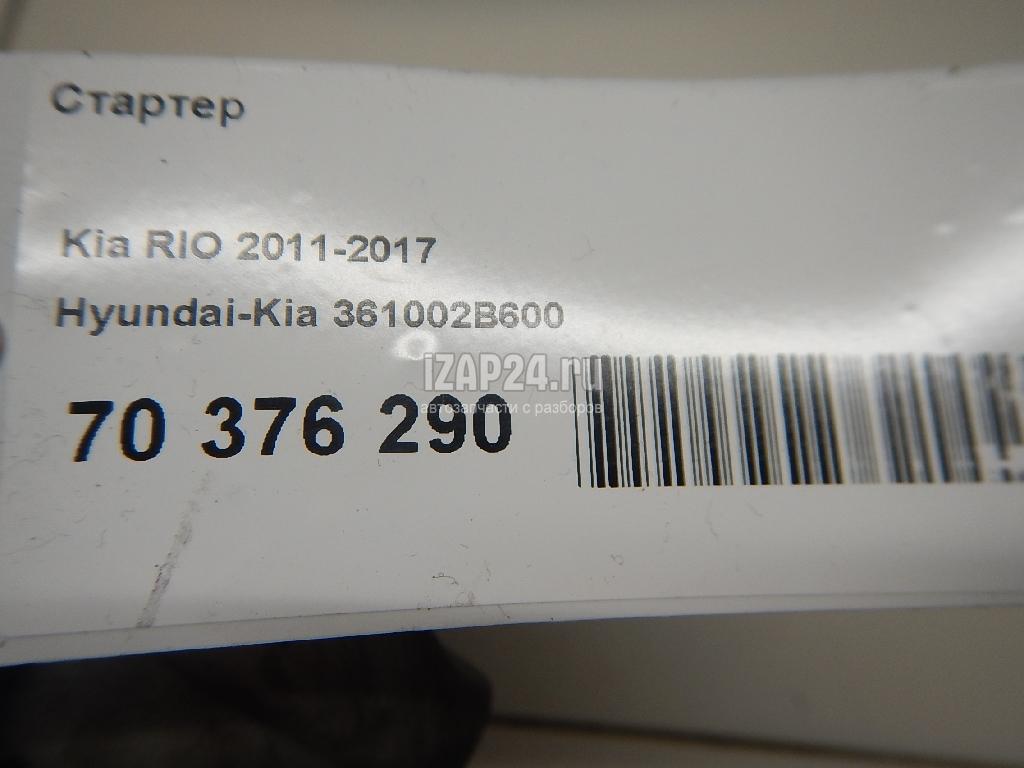 Стартер
Kia RIO 2011-2017
Hyundai-Kia 361002B600
iZAP24.ru
автозапчасти с разборов
70 376 290